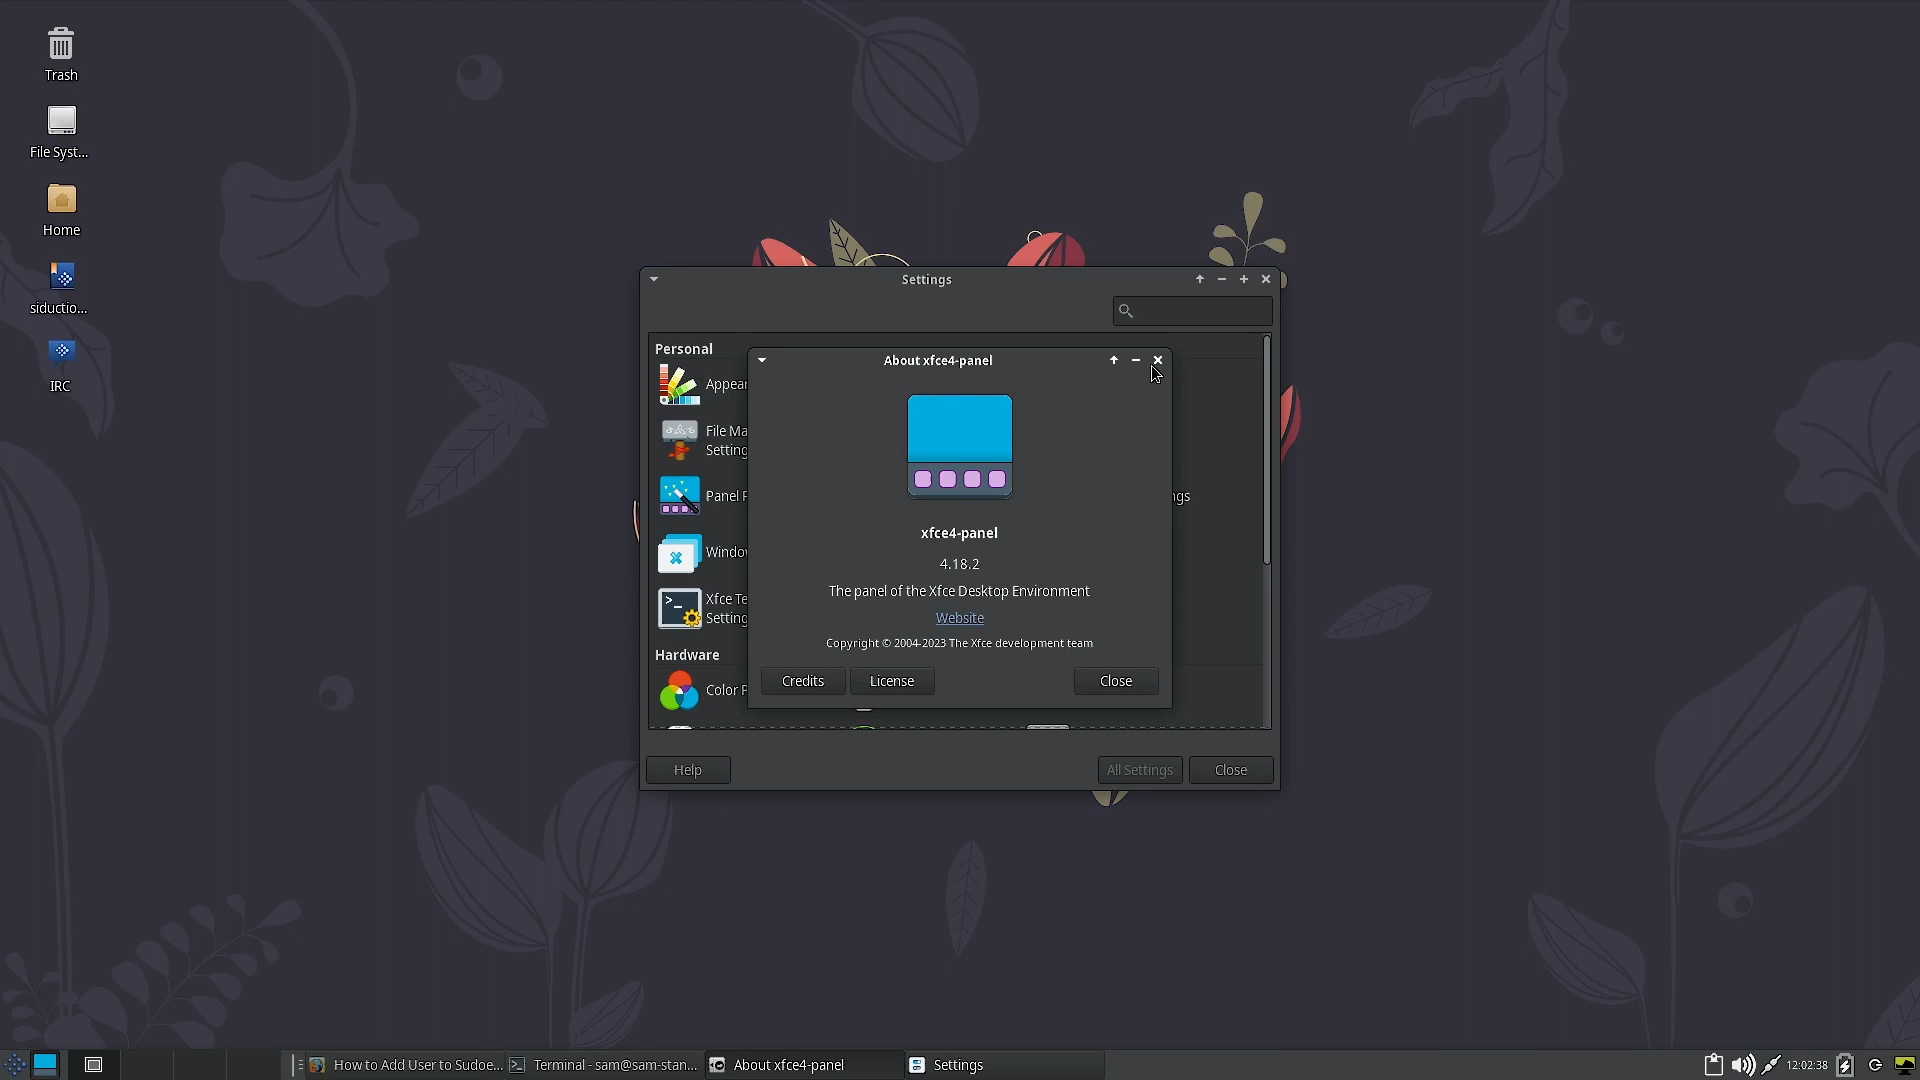 Trash
File Syst...
Home
siductio...
IRC
Settings
Personal
Appear
File Ma
Setting
Panel P
ngs
Window
Xfce Te
Setting
Hardware
Color P
About xfce4-panel
xfce4-panel
4.18.2
The panel of the Xfce Desktop Environment
Website
Copyright © 2004-2023 The Xfce development team
Credits
License
Close
Help
All Settings
Close
How to Add User to Sudoe...
Terminal - sam@sam-stan...
About xfce4-panel
Settings
12:02:38